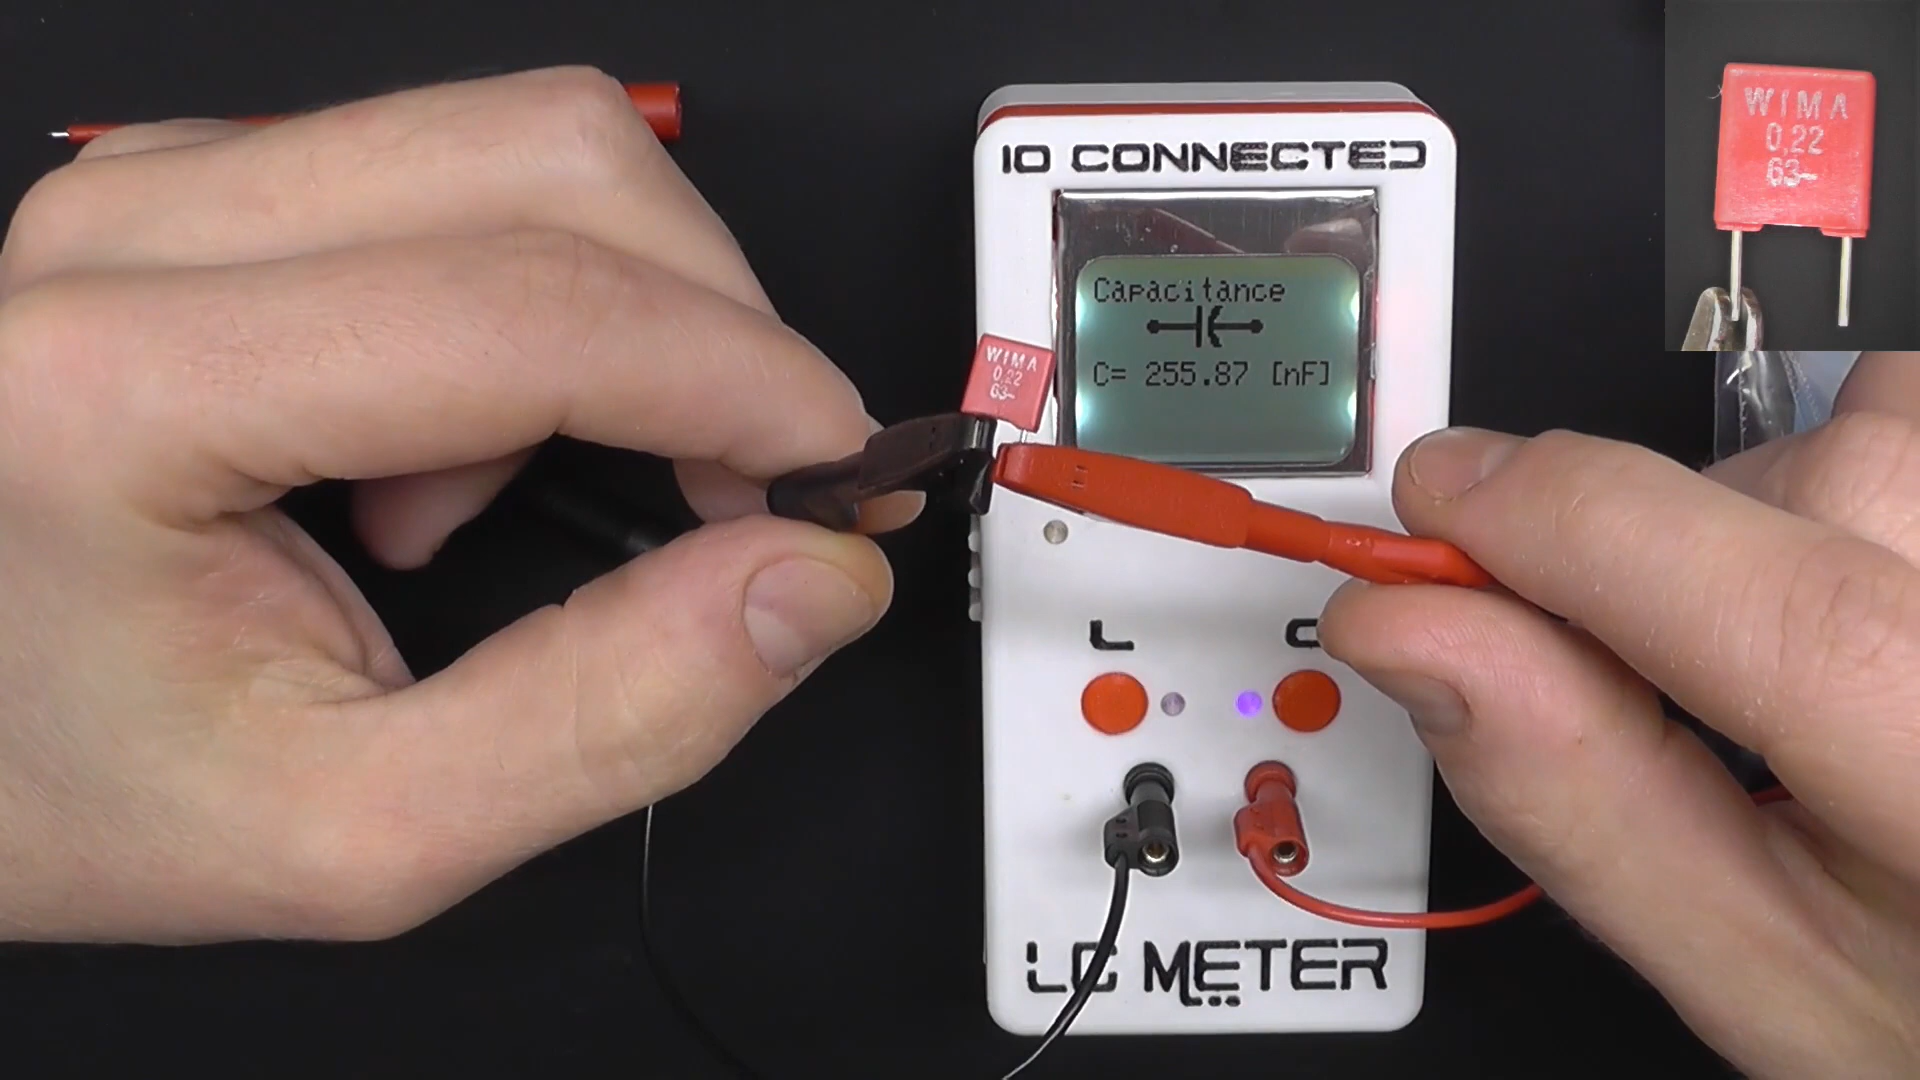 IO CONNECTED
Capacitance
C= 255.87 [nF]
WIMA
0,22
63~
L
C
LC METER
WIMA
0,22
63~